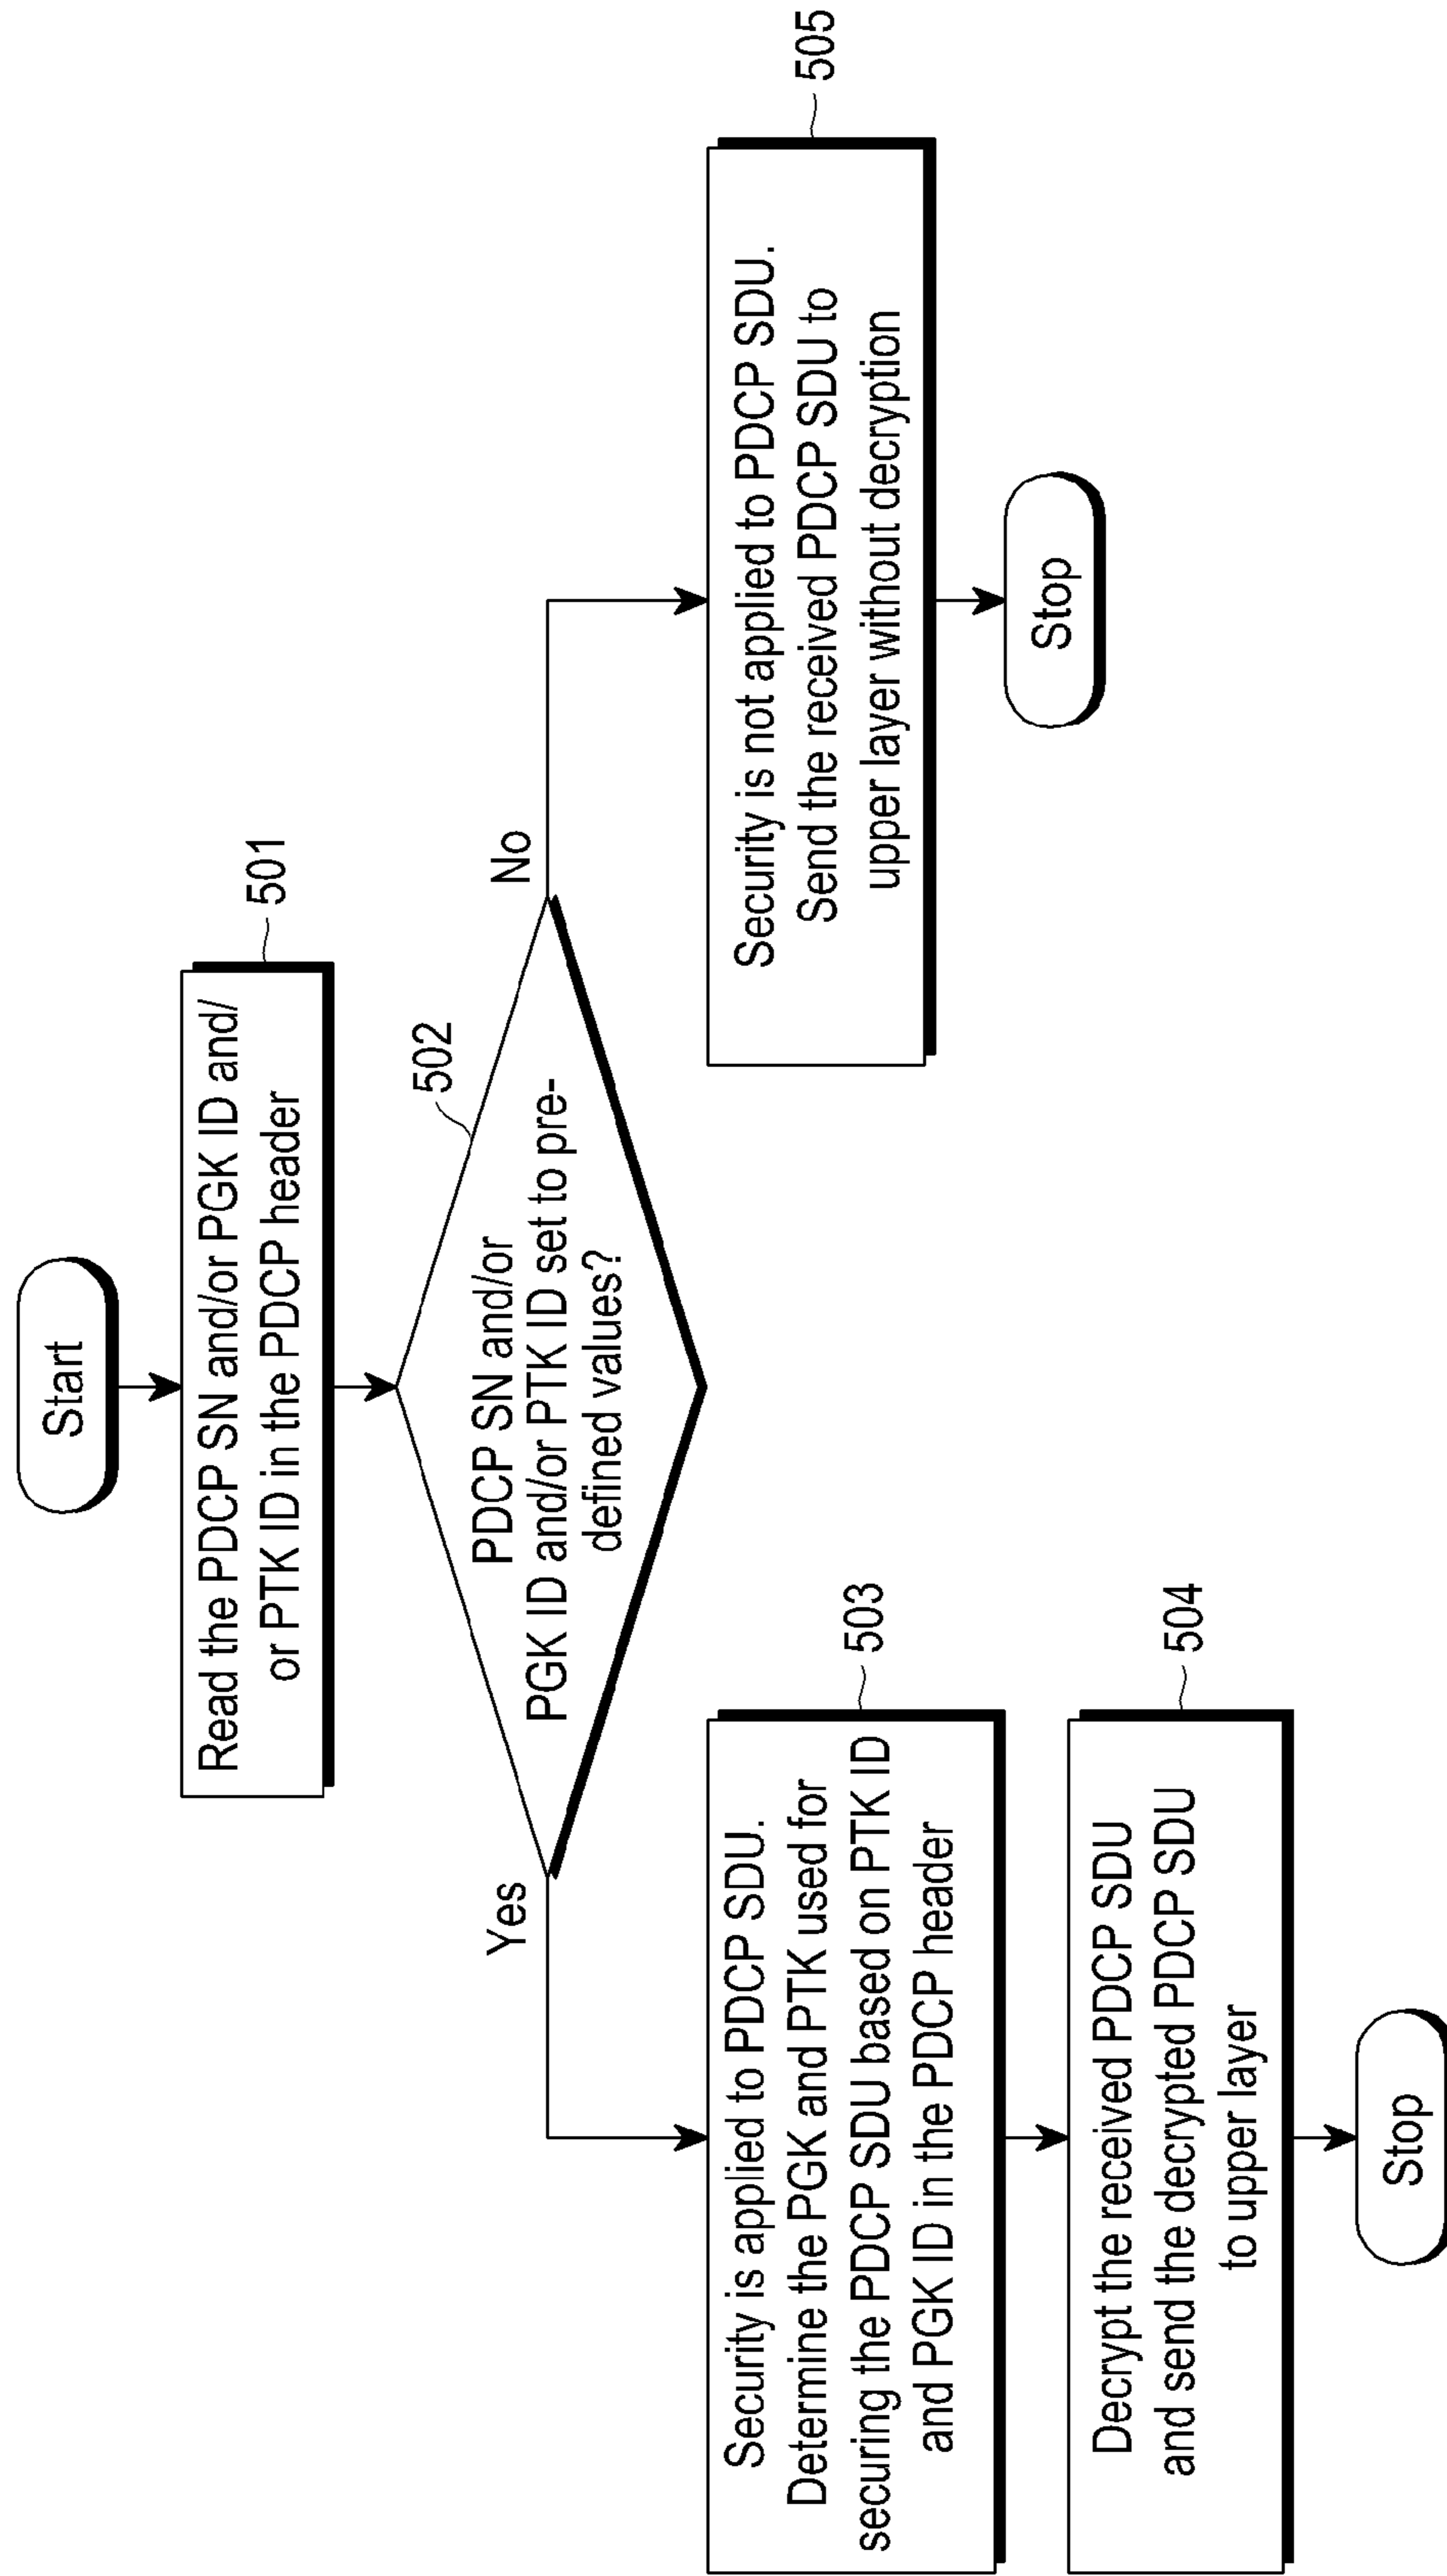 Start
Read the PDCP SN and/or PGK ID and/
or PTK ID in the PDCP header
501
502
PDCP SN and/or
PGK ID and/or PTK ID set to pre-
defined values?
Yes
No
Security is applied to PDCP SDU.
Determine the PGK and PTK used for
securing the PDCP SDU based on PTK ID
and PGK ID in the PDCP header
503
Decrypt the received PDCP SDU
and send the decrypted PDCP SDU
to upper layer
504
Stop
Security is not applied to PDCP SDU.
Send the received PDCP SDU to
upper layer without decryption
505
Stop